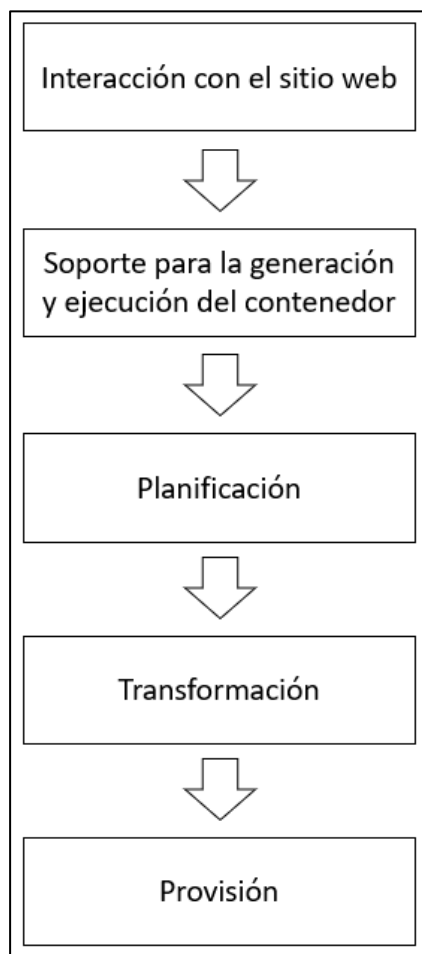 Interacción con el sitio web
Soporte para la generación
y ejecución del contenedor
Planificación
Transformación
Provisión